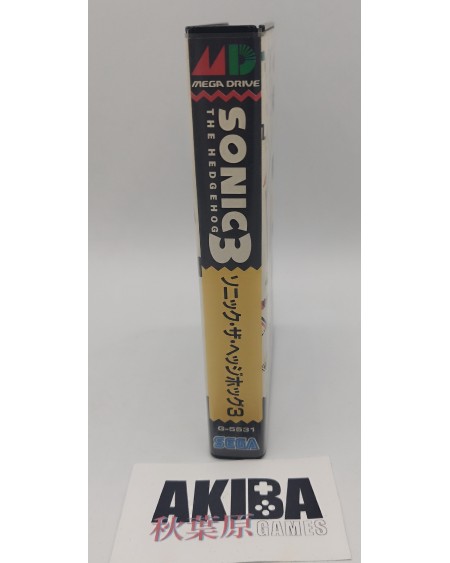 MD
MEGA DRIVE
SONIC 3
THE HEDGEHOG
ソニック・ザ・ヘッジホッグ3
G-5531
SEGA
AKIBA
秋葉原 GAMES